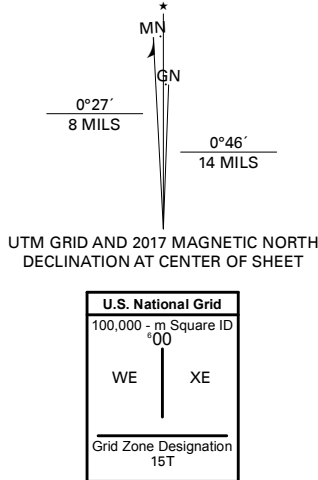 ★
MN
GN
0°27´
8 MILS
0°46´
14 MILS
UTM GRID AND 2017 MAGNETIC NORTH
DECLINATION AT CENTER OF SHEET
U.S. National Grid
100,000 - m Square ID
⁶00
WE XE
Grid Zone Designation
15T